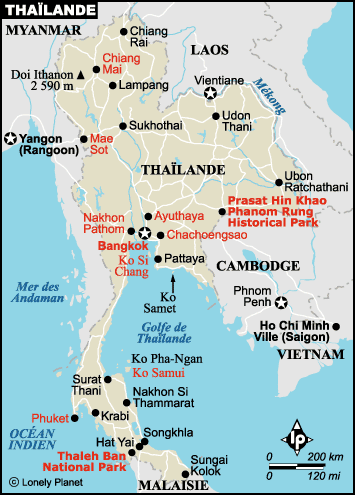 THAÏLANDE
MYANMAR
Chiang
Rai
LAOS
Chiang
Mai
Doi Ithanon
2 590 m
Lampang
Vientiane
Mékong
Udon
Thani
Sukhothai
Yangon
(Rangoon)
Mae
Sot
THAÏLANDE
Ubon
Ratchathani
Prasat Hin Khao
Phanom Rung
Historical Park
Nakhon
Pathom
Ayuthaya
Bangkok
Chachoengsao
Ko Si
Chang
Pattaya
CAMBODGE
Mer des
Andaman
Ko
Samet
Phnom
Penh
Golfe de
Thaïlande
Ho Chi Minh
Ville (Saigon)
VIETNAM
Ko Pha-Ngan
Ko Samui
Surat
Thani
Nakhon Si
Thammarat
Phuket
Krabi
OCÉAN
INDIEN
Songkhla
Hat Yai
Thaleh Ban
National Park
Sungai
Kolok
MALAISIE
lp
0 200 km
0 120 mi
© Lonely Planet